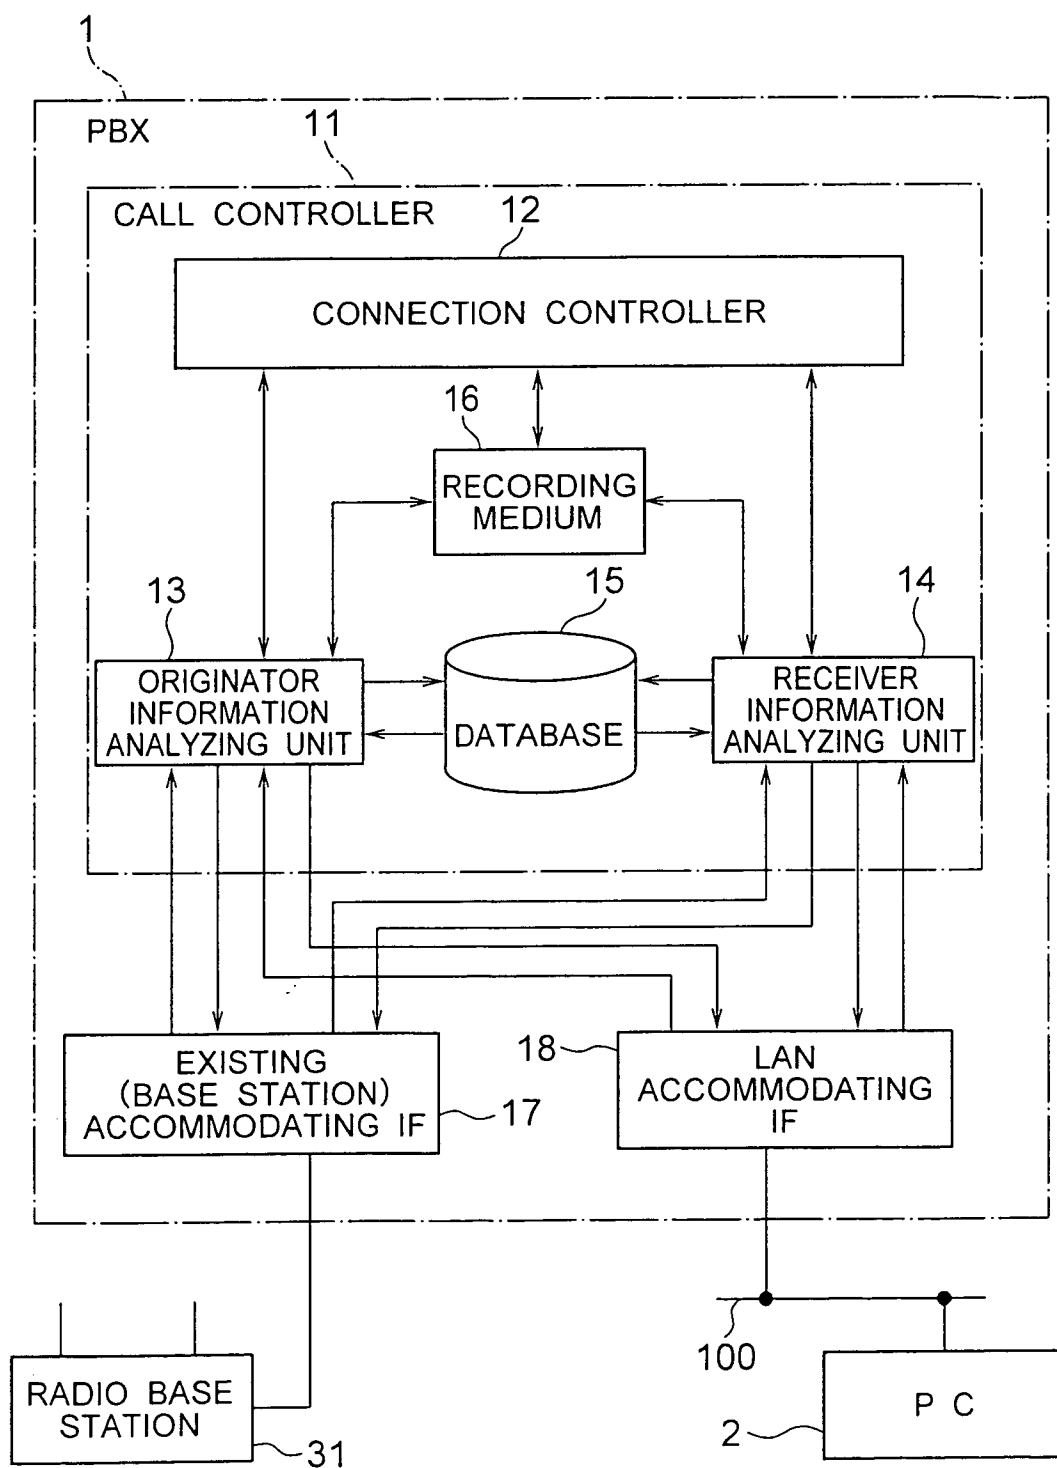 1
PBX
11
CALL CONTROLLER
12
CONNECTION CONTROLLER
16
RECORDING
MEDIUM
13
15
14
ORIGINATOR
INFORMATION
ANALYZING UNIT
DATABASE
RECEIVER
INFORMATION
ANALYZING UNIT
EXISTING
(BASE STATION)
ACCOMMODATING IF
17
18
LAN
ACCOMMODATING
IF
100
RADIO BASE
STATION
31
P C
2